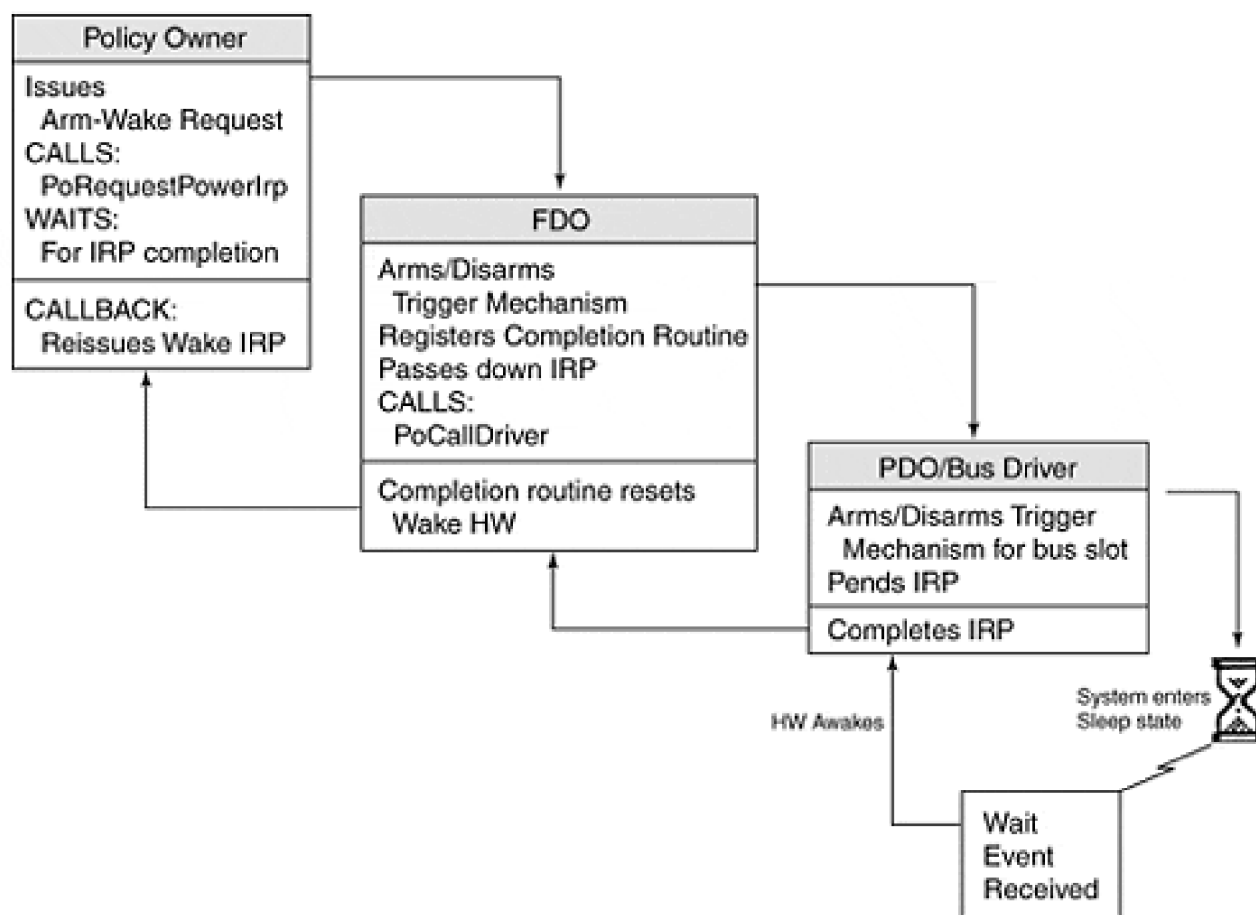 Policy Owner
Issues
Arm-Wake Request
CALLS:
PoRequestPowerIrp
WAITS:
For IRP completion
CALLBACK:
Reissues Wake IRP
FDO
Arms/Disarms
Trigger Mechanism
Registers Completion Routine
Passes down IRP
CALLS:
PoCallDriver
Completion routine resets
Wake HW
PDO/Bus Driver
Arms/Disarms Trigger
Mechanism for bus slot
Pends IRP
Completes IRP
HW Awakes
System enters
Sleep state
Wait
Event
Received